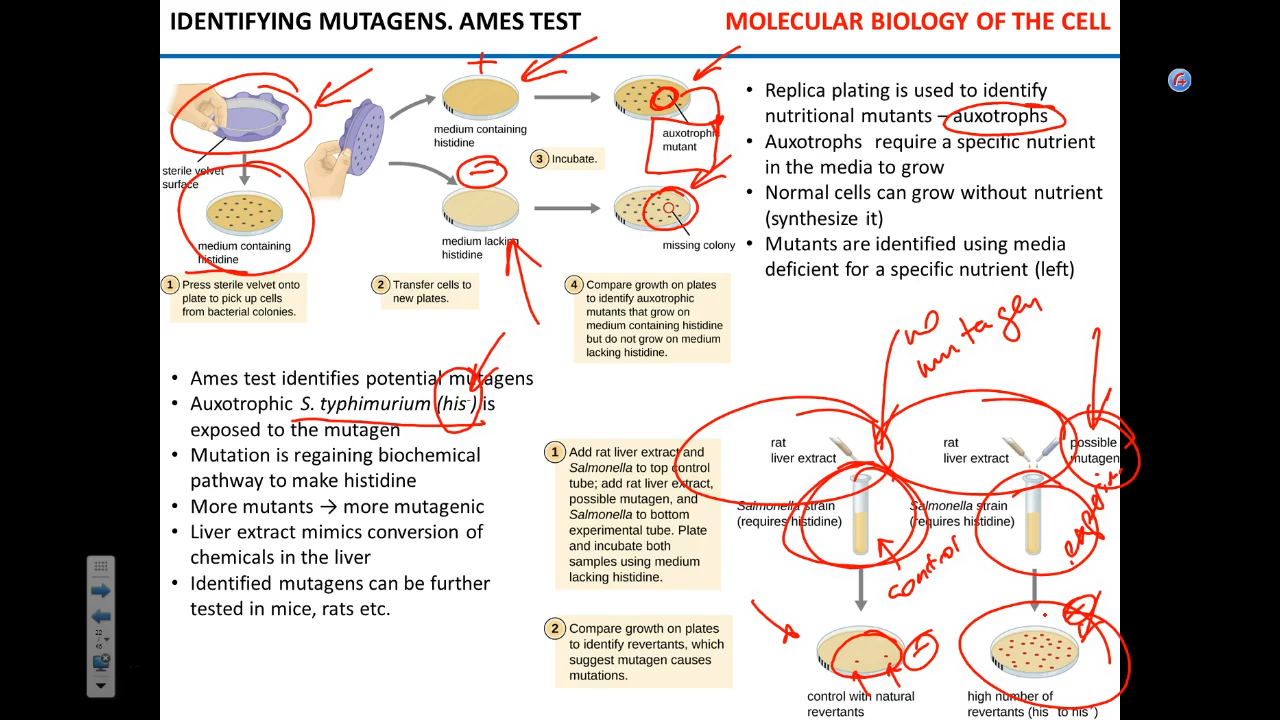 IDENTIFYING MUTAGENS. AMES TEST
MOLECULAR BIOLOGY OF THE CELL
sterile velvet
surface
medium containing
histidine
1 Press sterile velvet onto
plate to pick up cells
from bacterial colonies.
+
medium containing
histidine
−
medium lacking
histidine
2 Transfer cells to
new plates.
3 Incubate.
auxotrophic
mutant
missing colony
4 Compare growth on plates
to identify auxotrophic
mutants that grow on
medium containing histidine
but do not grow on medium
lacking histidine.
• Replica plating is used to identify
nutritional mutants – auxotrophs
• Auxotrophs require a specific nutrient
in the media to grow
• Normal cells can grow without nutrient
(synthesize it)
• Mutants are identified using media
deficient for a specific nutrient (left)
• Ames test identifies potential mutagens
• Auxotrophic S. typhimurium (his-) is
exposed to the mutagen
• Mutation is regaining biochemical
pathway to make histidine
• More mutants → more mutagenic
• Liver extract mimics conversion of
chemicals in the liver
• Identified mutagens can be further
tested in mice, rats etc.
1 Add rat liver extract and
Salmonella to top control
tube; add rat liver extract,
possible mutagen, and
Salmonella to bottom
experimental tube. Plate
and incubate both
samples using medium
lacking histidine.
2 Compare growth on plates
to identify revertants, which
suggest mutagen causes
mutations.
no
mutagen
rat
liver extract
Salmonella strain
(requires histidine)
control
control with natural
revertants
rat
liver extract
possible
mutagen
Salmonella strain
(requires histidine)
high number of
revertants (his- to his+)